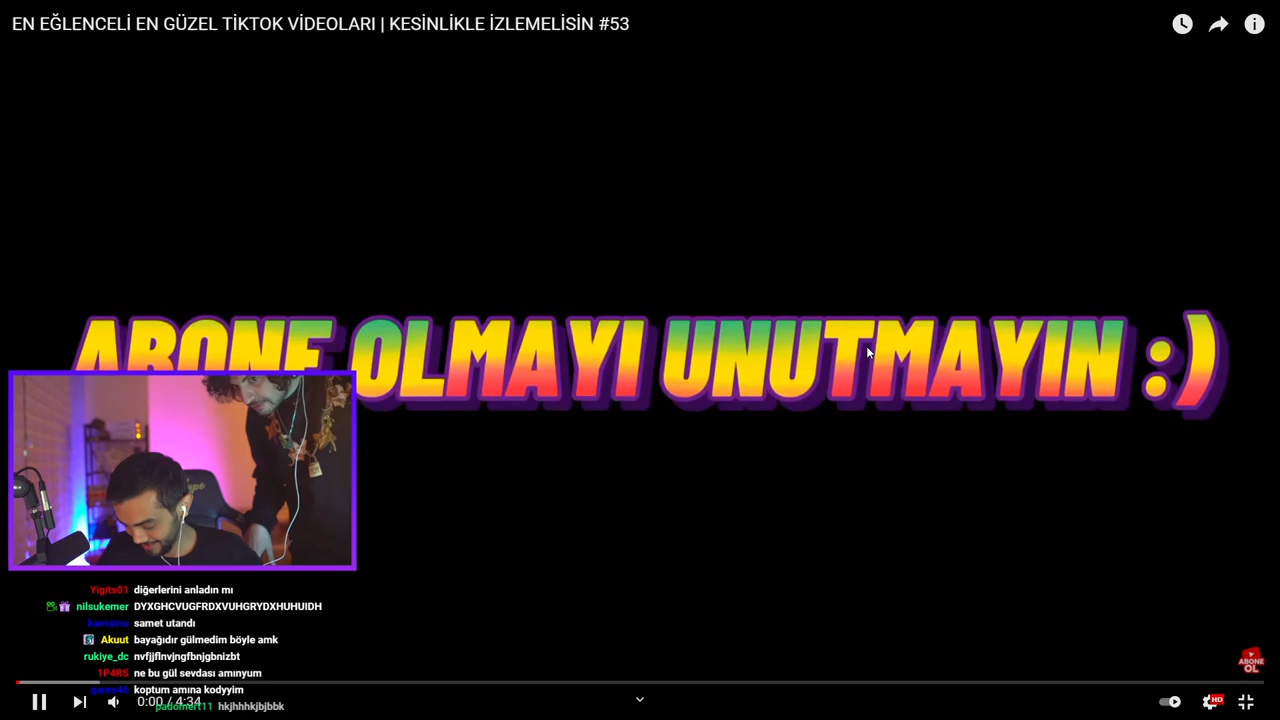 EN EĞLENCELİ EN GÜZEL TİKTOK VİDEOLARI | KESİNLİKLE İZLEMELİSİN #53
ABONE OLMAYI UNUTMAYIN :)
Yigits01 diğerlerini anladın mı
nilsukemer DYXGHCVUGFRDXVUHGRYDXHUHUIDH
samet utandı
Akuut bayağıdır gülmedim böyle amk
rukiye_dc nvfjjflnvjngfbnjgbnizbt
1P4RS ne bu gül sevdası amınyum
koptum amına kodyyim
padomert11 hkjhhhkjbjbbk
0:00 / 4:34
HD
ABONE
OL